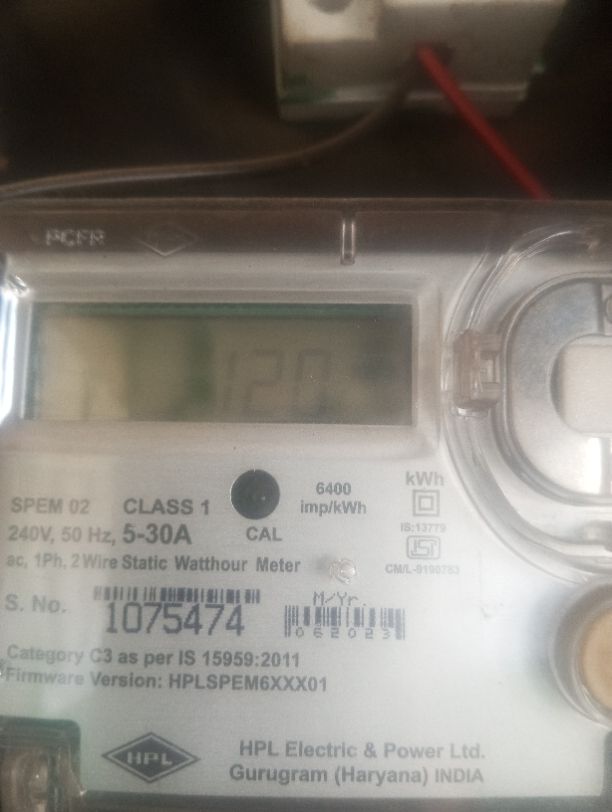 PCFR
120
6400
imp/kWh
kWh
SPEM 02 CLASS 1
IS:13779
240V, 50 Hz, 5-30A
CAL
ac, 1Ph, 2 Wire Static Watthour Meter
CM/L-9190783
S. No. 1075474
M/Yr.
062023
Category C3 as per IS 15959:2011
Firmware Version: HPLSPEM6XXX01
HPL
HPL Electric & Power Ltd.
Gurugram (Haryana) INDIA